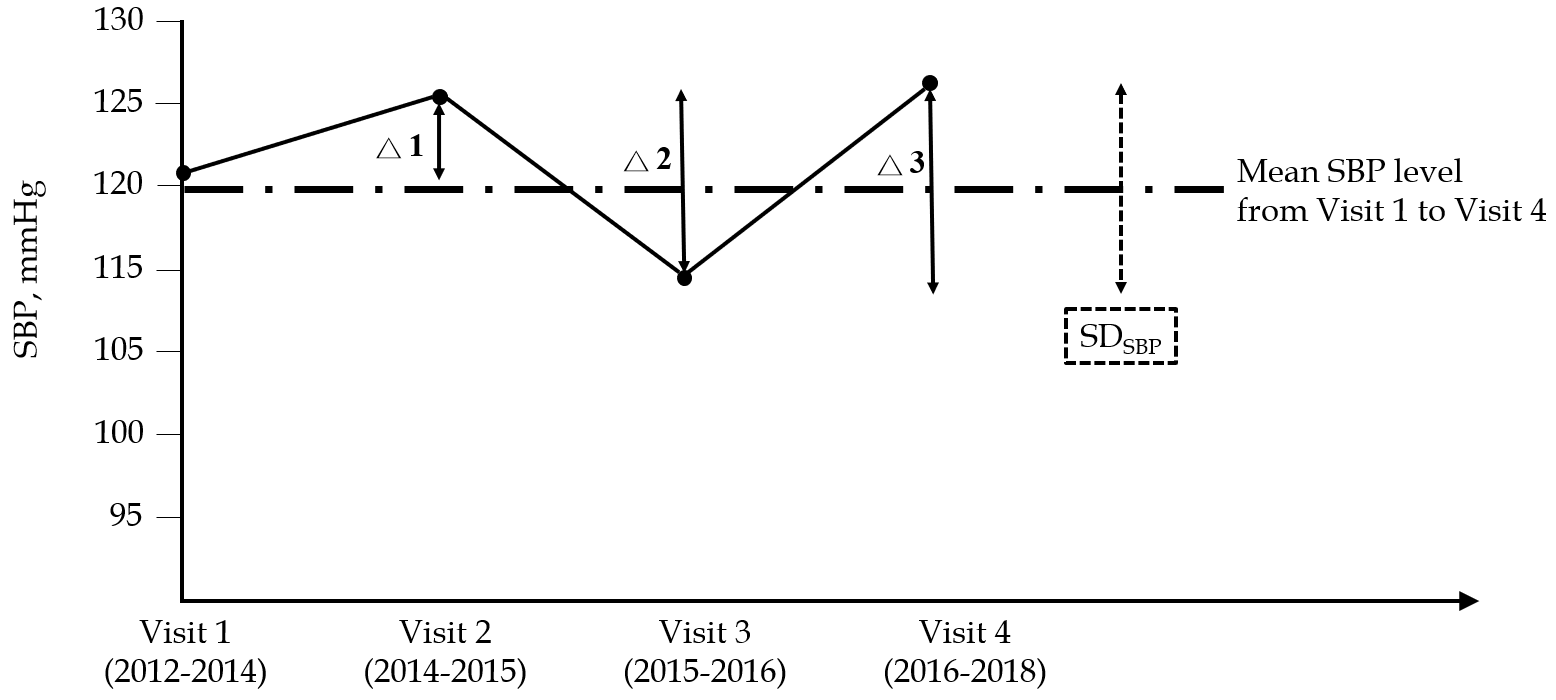 130
125
120
115
105
100
95
SBP, mmHg
△ 1
△ 2
△ 3
Mean SBP level
from Visit 1 to Visit 4
SDSBP
Visit 1
(2012-2014)
Visit 2
(2014-2015)
Visit 3
(2015-2016)
Visit 4
(2016-2018)